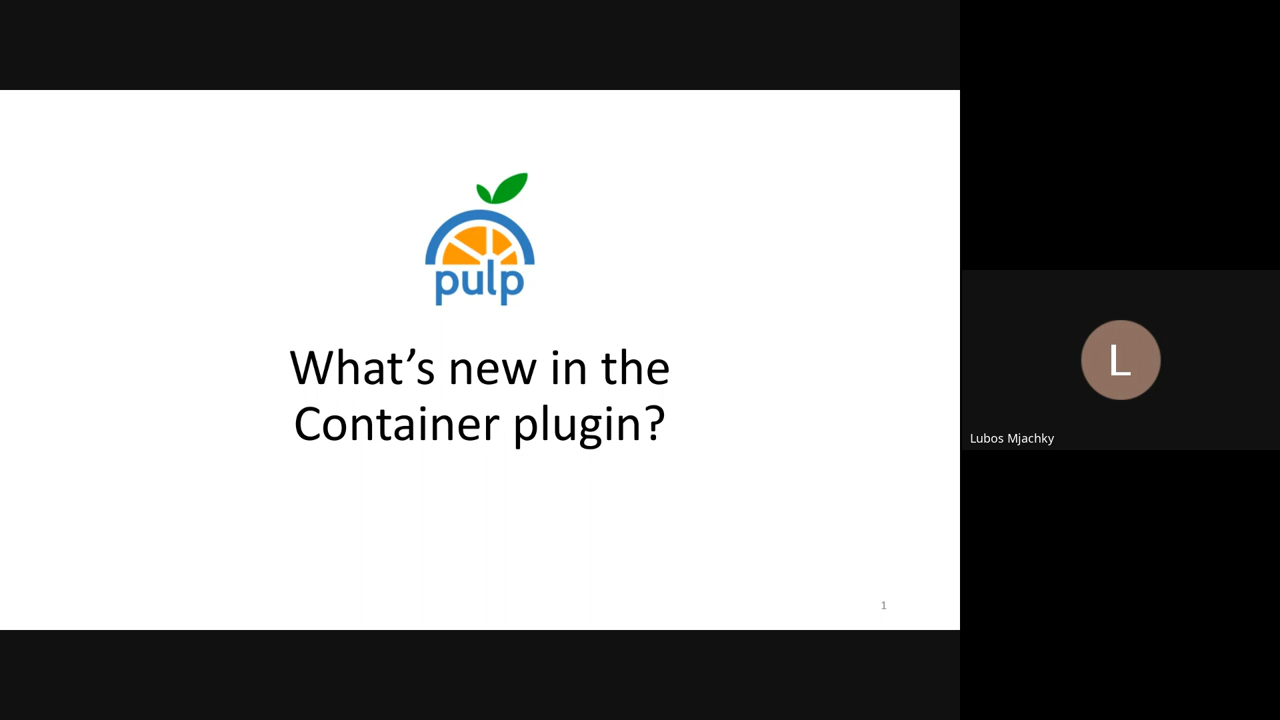 pulp
What’s new in the
Container plugin?
1
L
Lubos Mjachky